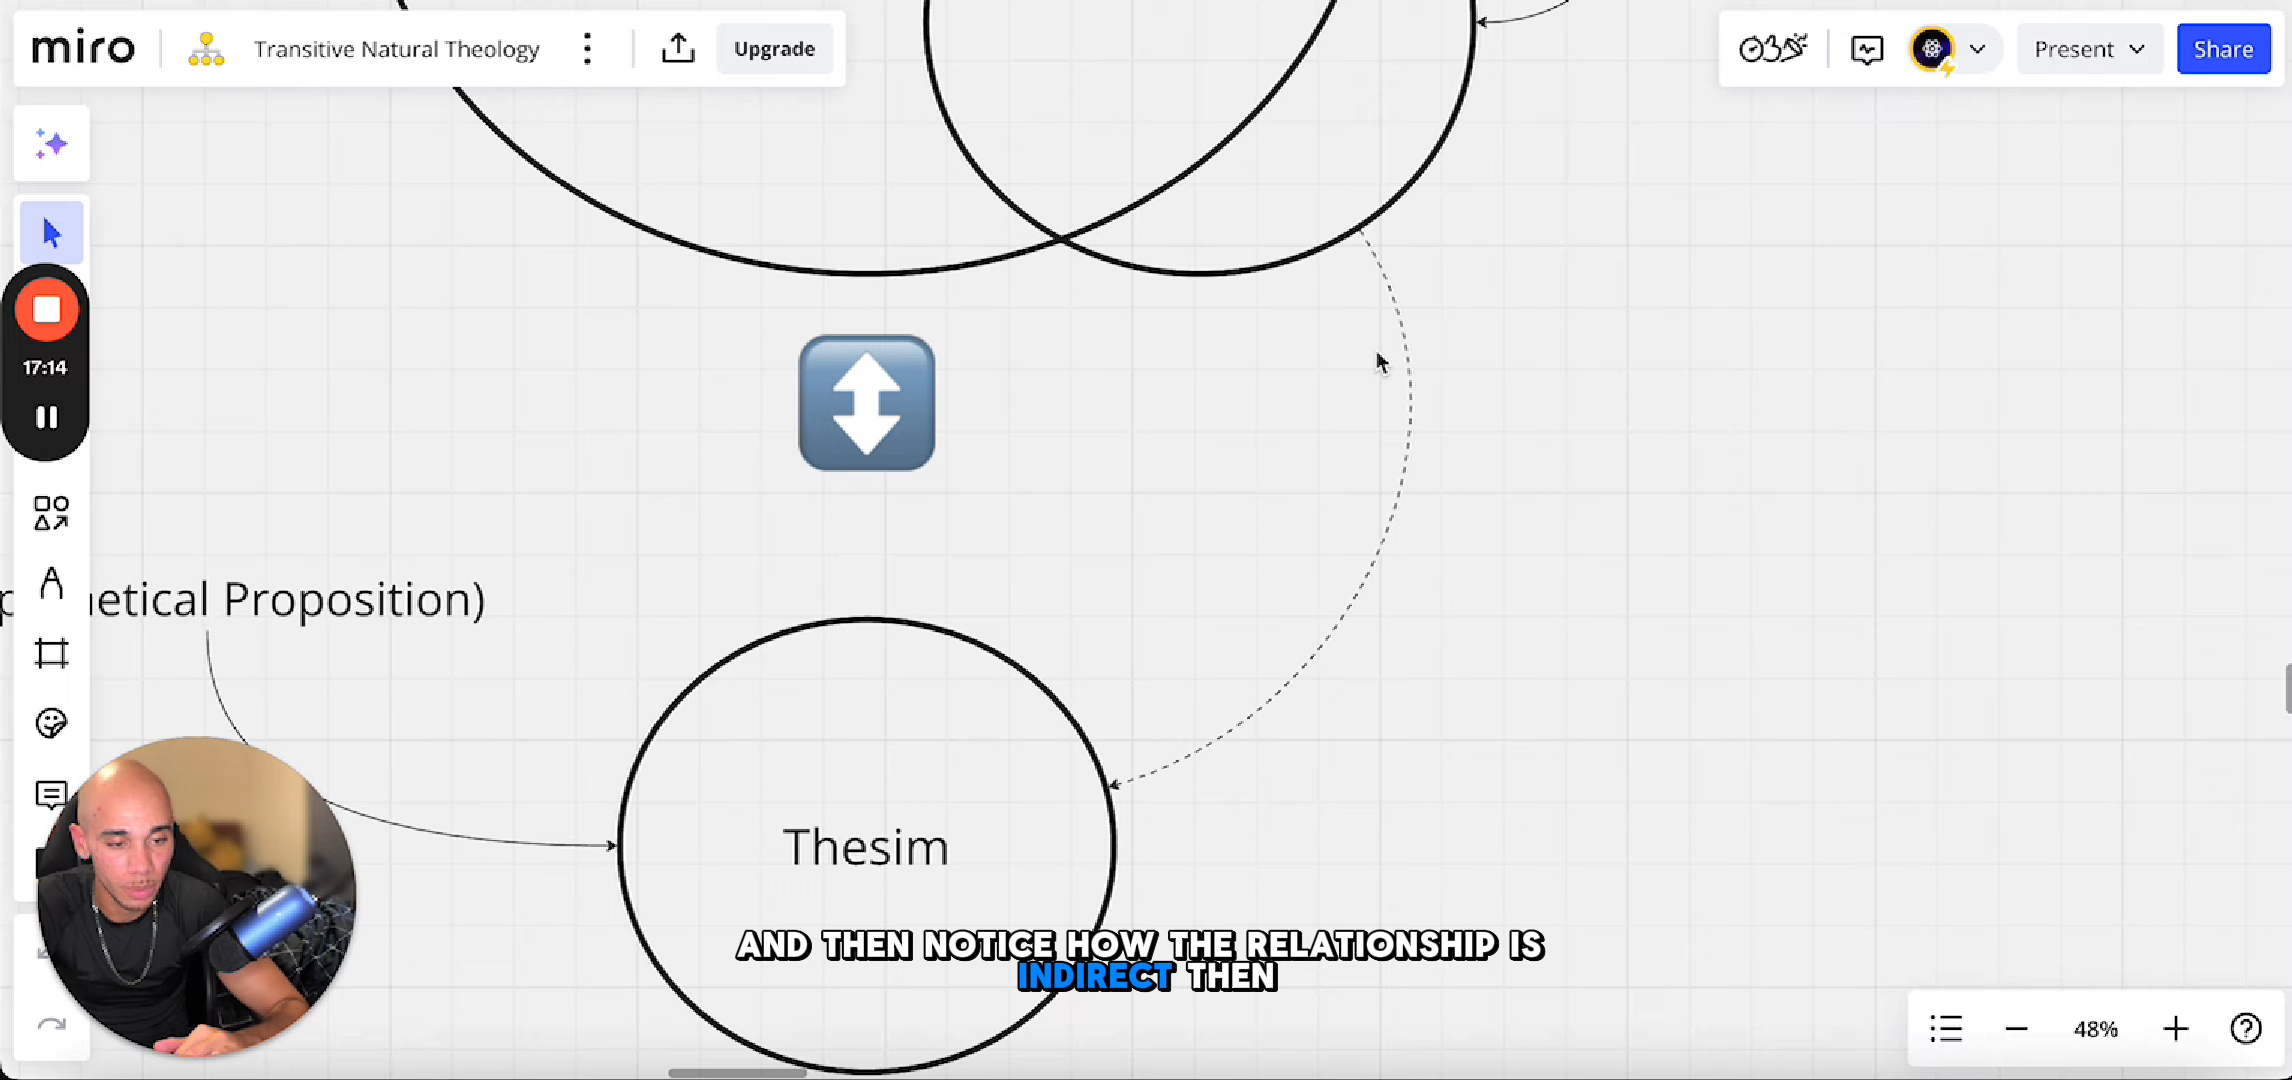 miro
Transitive Natural Theology
Upgrade
Present
Share
17:14
etical Proposition)
Thesim
AND THEN NOTICE HOW THE RELATIONSHIP IS
INDIRECT THEN
48%